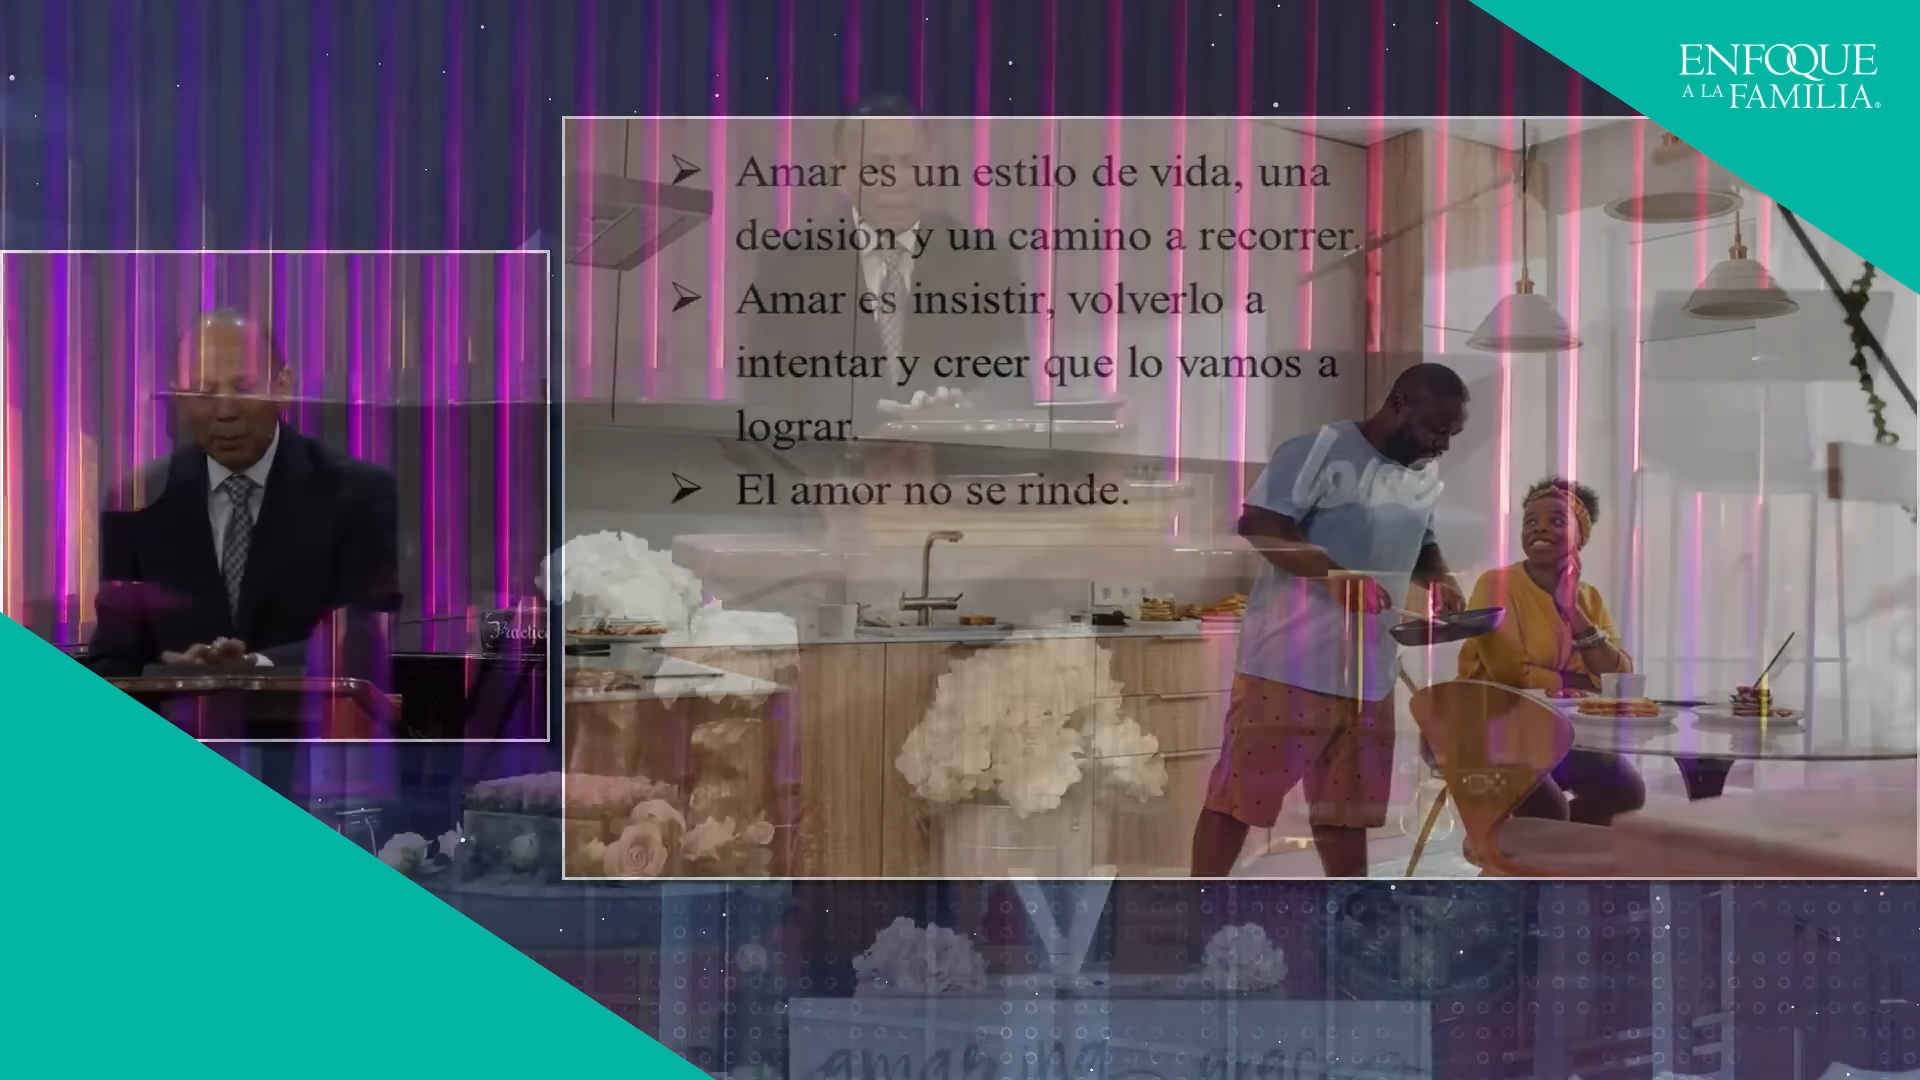 ENFOQUE
A LA FAMILIA®
➢ Amar es un estilo de vida, una
decisión y un camino a recorrer.
➢ Amar es insistir, volverlo a
intentar y creer que lo vamos a
lograr.
➢ El amor no se rinde.